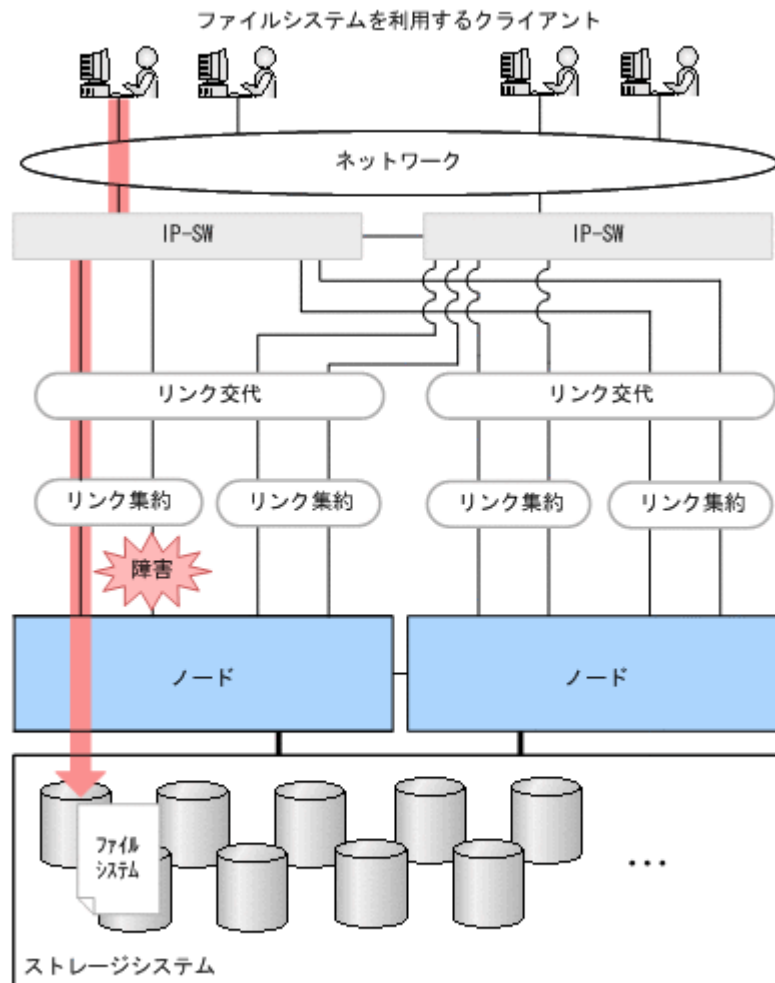 ファイルシステムを利用するクライアント
ネットワーク
IP-SW
IP-SW
リンク交代
リンク交代
リンク集約
リンク集約
リンク集約
リンク集約
障害
ノード
ノード
ファイル
システム
...
ストレージシステム